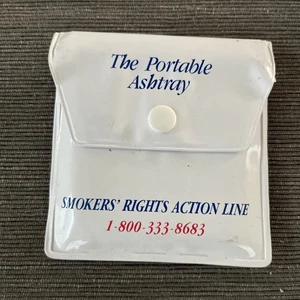 The Portable
Ashtray
SMOKERS' RIGHTS ACTION LINE
1-800-333-8683